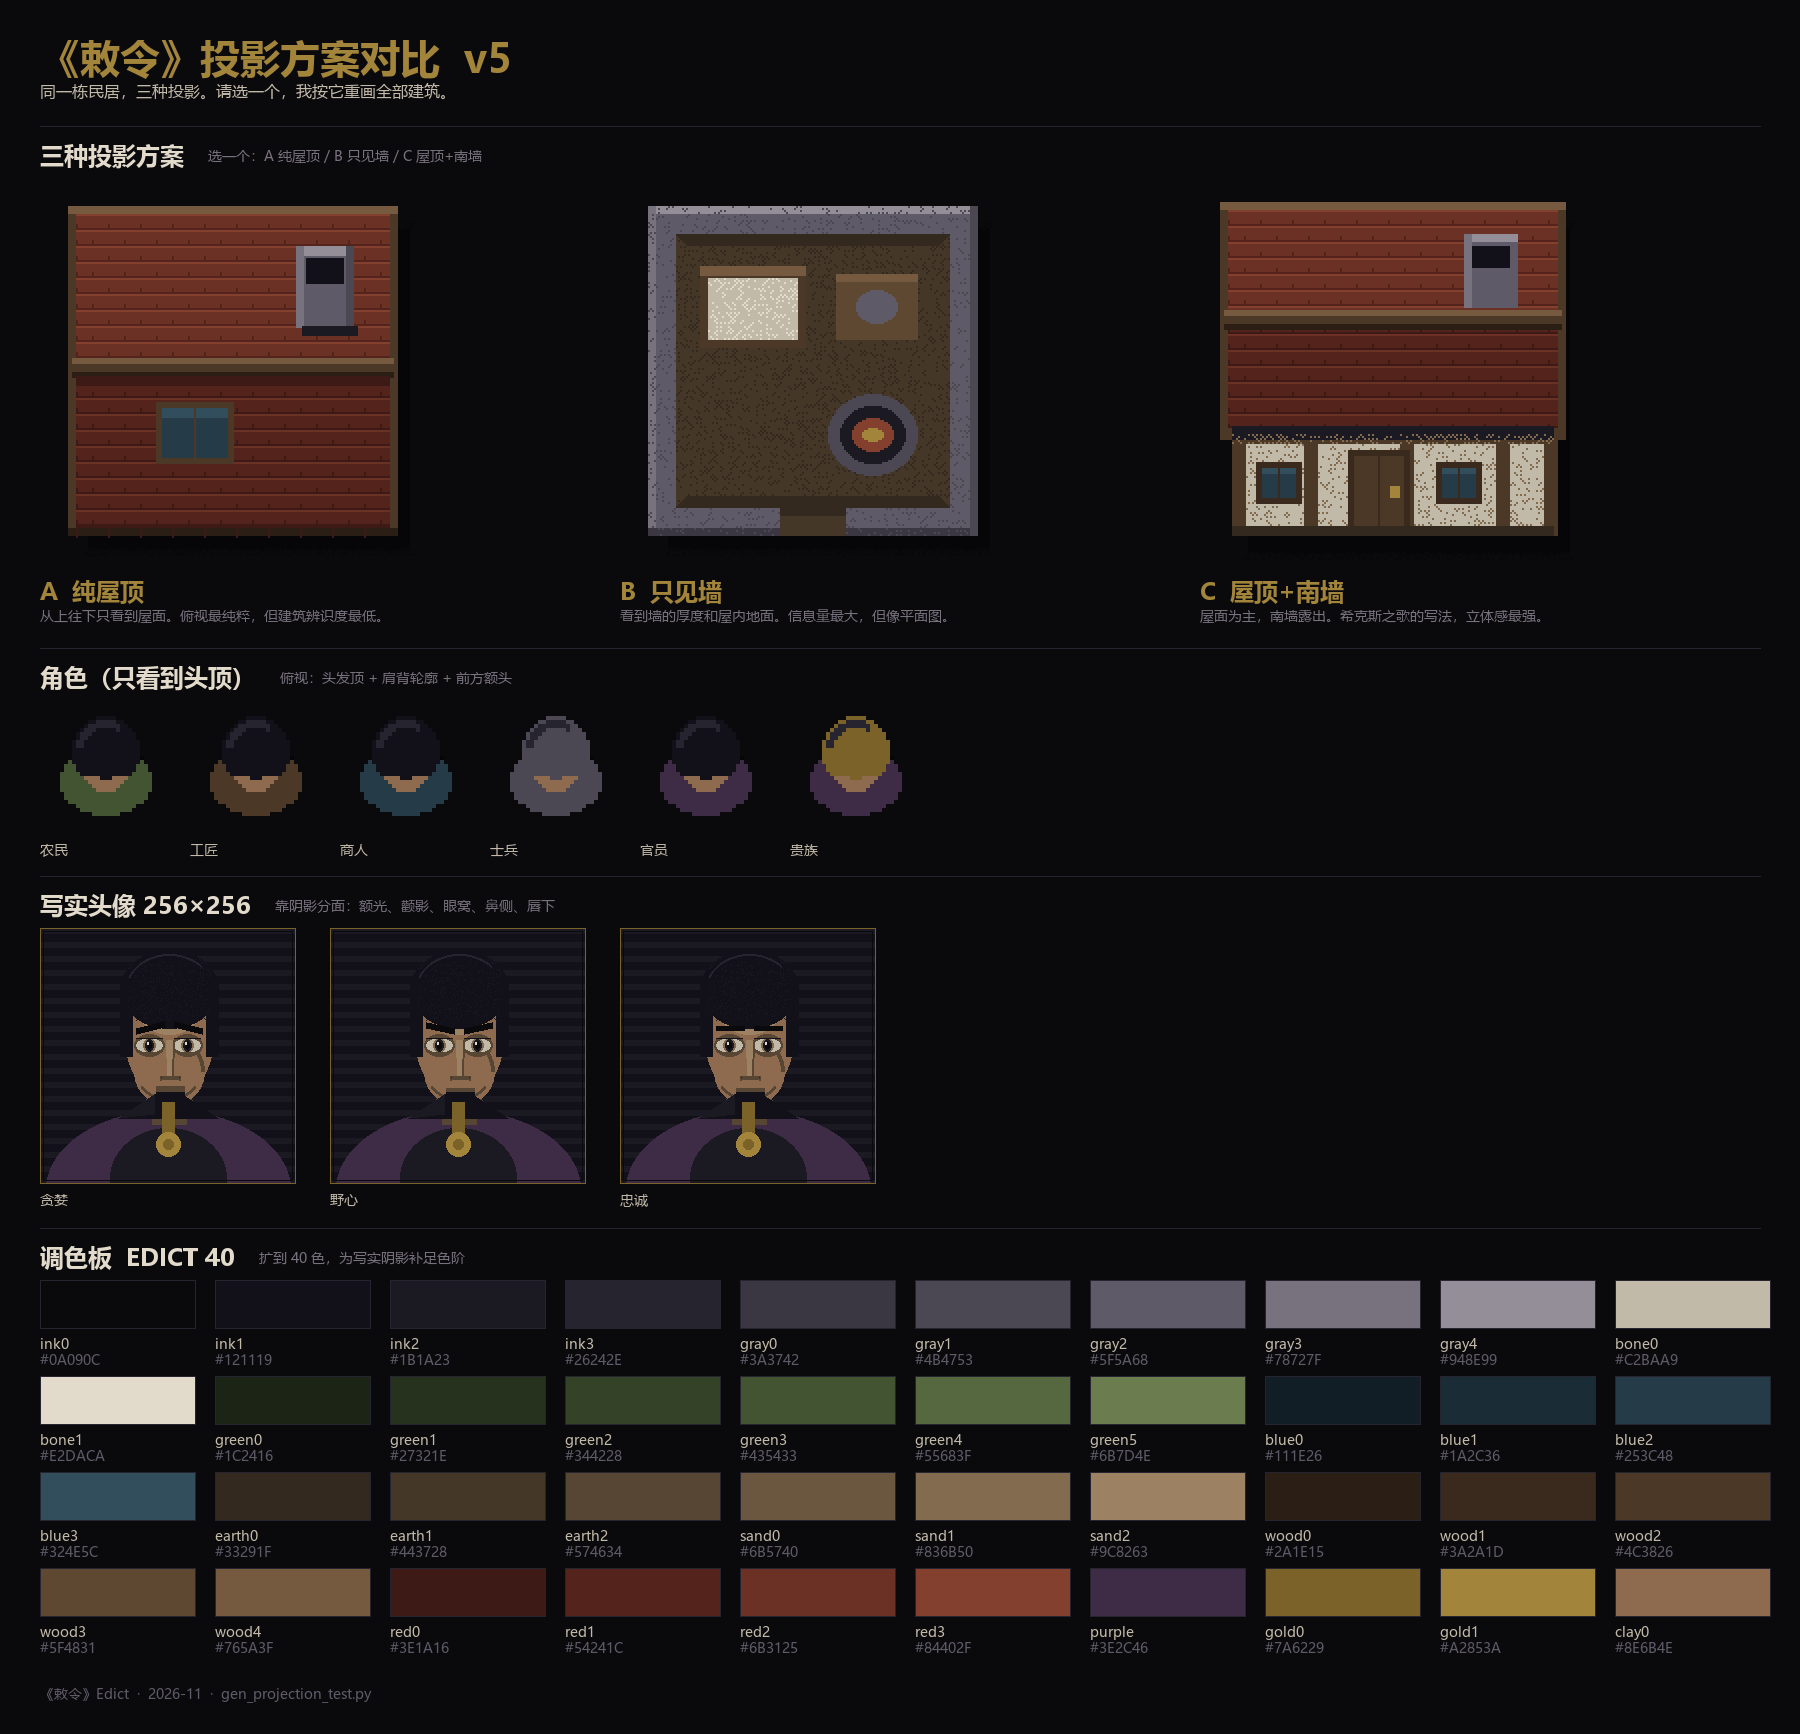 《敕令》投影方案对比 v5
同一栋民居，三种投影。请选一个，我按它重画全部建筑。
三种投影方案 选一个：A 纯屋顶 / B 只见墙 / C 屋顶+南墙
A 纯屋顶
从上往下只看到屋面。俯视最纯粹，但建筑辨识度最低。
B 只见墙
看到墙的厚度和屋内地面。信息量最大，但像平面图。
C 屋顶+南墙
屋面为主，南墙露出。希克斯之歌的写法，立体感最强。
角色（只看到头顶） 俯视：头发顶 + 肩背轮廓 + 前方额头
农民 工匠 商人 士兵 官员 贵族
写实头像 256×256 靠阴影分面：额光、颧影、眼窝、鼻侧、唇下
贪婪 野心 忠诚
调色板 EDICT 40 扩到 40 色，为写实阴影补足色阶
ink0 ink1 ink2 ink3 gray0 gray1 gray2 gray3 gray4 bone0
#0A090C #121119 #1B1A23 #26242E #3A3742 #4B4753 #5F5A68 #78727F #948E99 #C2BAA9
bone1 green0 green1 green2 green3 green4 green5 blue0 blue1 blue2
#E2DACA #1C2416 #27321E #344228 #435433 #55683F #6B7D4E #111E26 #1A2C36 #253C48
blue3 earth0 earth1 earth2 sand0 sand1 sand2 wood0 wood1 wood2
#324E5C #33291F #443728 #574634 #6B5740 #836B50 #9C8263 #2A1E15 #3A2A1D #4C3826
wood3 wood4 red0 red1 red2 red3 purple gold0 gold1 clay0
#5F4831 #765A3F #3E1A16 #54241C #6B3125 #84402F #3E2C46 #7A6229 #A2853A #8E6B4E
《敕令》Edict · 2026-11 · gen_projection_test.py